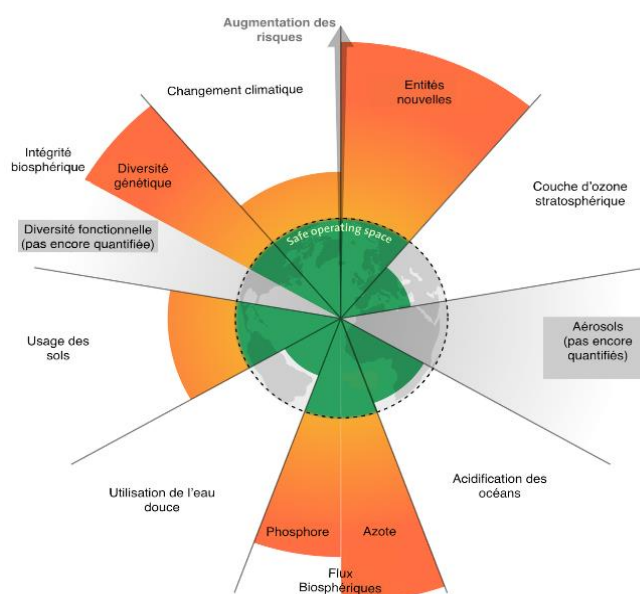 Augmentation des
risques
Changement climatique
Entités
nouvelles
Intégrité
biosphérique
Diversité
génétique
Couche d'ozone
stratosphérique
Diversité fonctionnelle
(pas encore quantifiée)
Safe operating space
Usage des
sols
Aérosols
(pas encore
quantifiés)
Utilisation de l'eau
douce
Acidification des
océans
Phosphore
Azote
Flux
Biosphériques